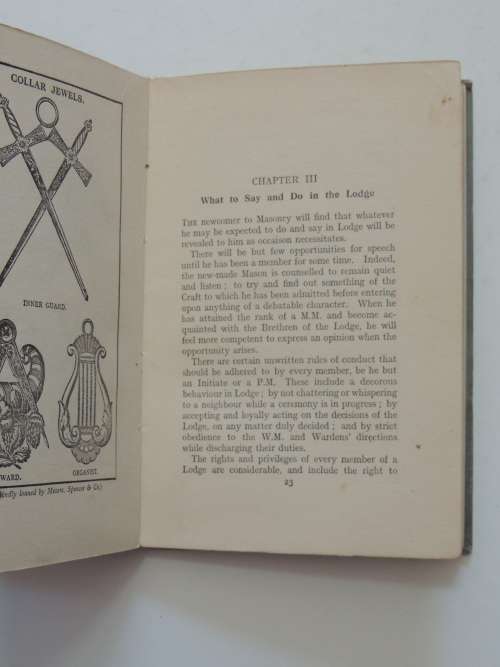 COLLAR JEWELS.
INNER GUARD.
WARD.
ORGANIST.
kindly loaned by Messrs. Spencer & Co.)
CHAPTER III
What to Say and Do in the Lodge
THE newcomer to Masonry will find that whatever
he may be expected to do and say in Lodge will be
revealed to him as occaison necessitates.
There will be but few opportunities for speech
until he has been a member for some time. Indeed,
the new-made Mason is counselled to remain quiet
and listen ; to try and find out something of the
Craft to which he has been admitted before entering
upon anything of a debatable character. When he
has attained the rank of a M.M. and become ac-
quainted with the Brethren of the Lodge, he will
feel more competent to express an opinion when the
opportunity arises.
There are certain unwritten rules of conduct that
should be adhered to by every member, be he but
an Initiate or a P.M. These include a decorous
behaviour in Lodge ; by not chattering or whispering
to a neighbour while a ceremony is in progress ; by
accepting and loyally acting on the decisions of the
Lodge, on any matter duly decided ; and by strict
obedience to the W.M. and Wardens' directions
while discharging their duties.
The rights and privileges of every member of a
Lodge are considerable, and include the right to
23